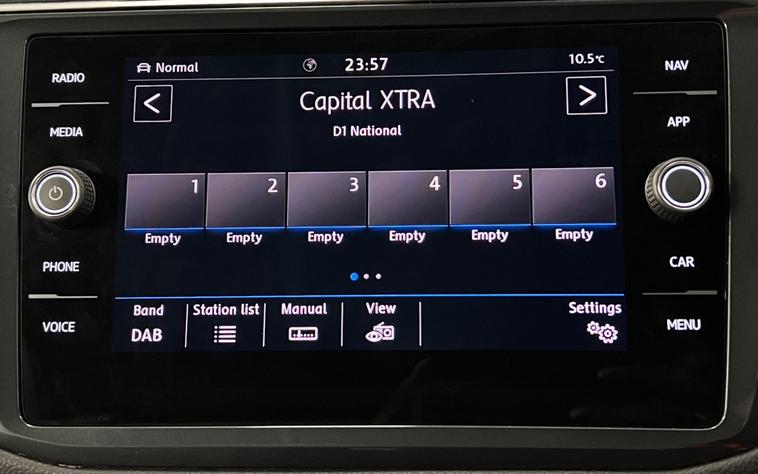 RADIO
MEDIA
PHONE
VOICE
Normal
23:57
10.5°C
<
Capital XTRA
>
D1 National
1 2 3 4 5 6
Empty Empty Empty Empty Empty Empty
Band Station list Manual View Settings
DAB
NAV
APP
CAR
MENU